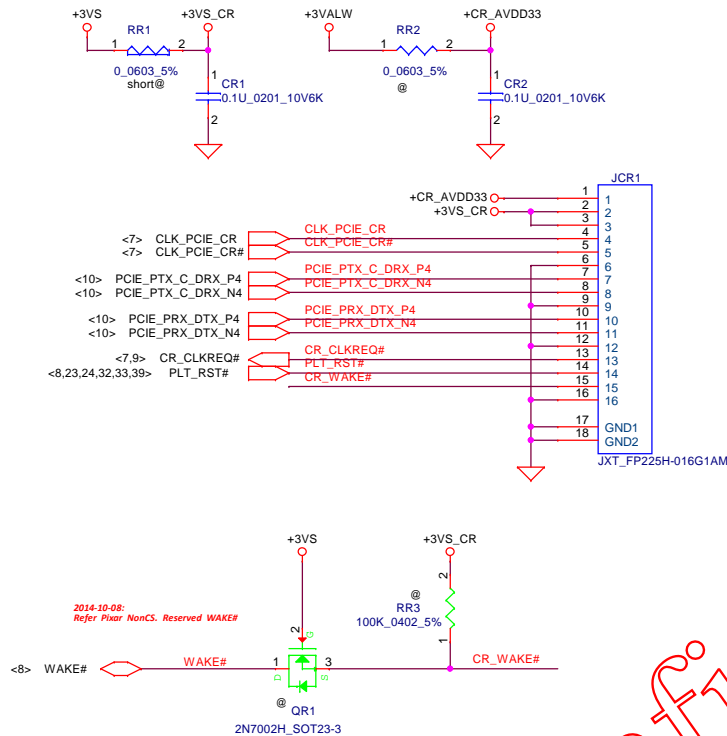 +3VS +3VS_CR +3VALW +CR_AVDD33
RR1 RR2
1 2 1 2
0_0603_5% 0_0603_5%
short@ @
1 CR1 1 CR2
0.1U_0201_10V6K 0.1U_0201_10V6K
2 2
JCR1
+CR_AVDD33 1 1
+3VS_CR 2 2
3 3
<7> CLK_PCIE_CR CLK_PCIE_CR 4 4
<7> CLK_PCIE_CR# CLK_PCIE_CR# 5 5
6 6
<10> PCIE_PTX_C_DRX_P4 PCIE_PTX_C_DRX_P4 7 7
<10> PCIE_PTX_C_DRX_N4 PCIE_PTX_C_DRX_N4 8 8
9 9
<10> PCIE_PRX_DTX_P4 PCIE_PRX_DTX_P4 10 10
<10> PCIE_PRX_DTX_N4 PCIE_PRX_DTX_N4 11 11
12 12
<7,9> CR_CLKREQ# CR_CLKREQ# 13 13
<8,23,24,32,33,39> PLT_RST# PLT_RST# 14 14
CR_WAKE# 15 15
16 16
17 GND1
18 GND2
JXT_FP225H-016G1AM
+3VS +3VS_CR
2014-10-08:
Refer Pixar NonCS. Reserved WAKE#
2 G
2
@
RR3
100K_0402_5%
1
<8> WAKE# WAKE# 1 3 CR_WAKE#
D S
@
QR1
2N7002H_SOT23-3